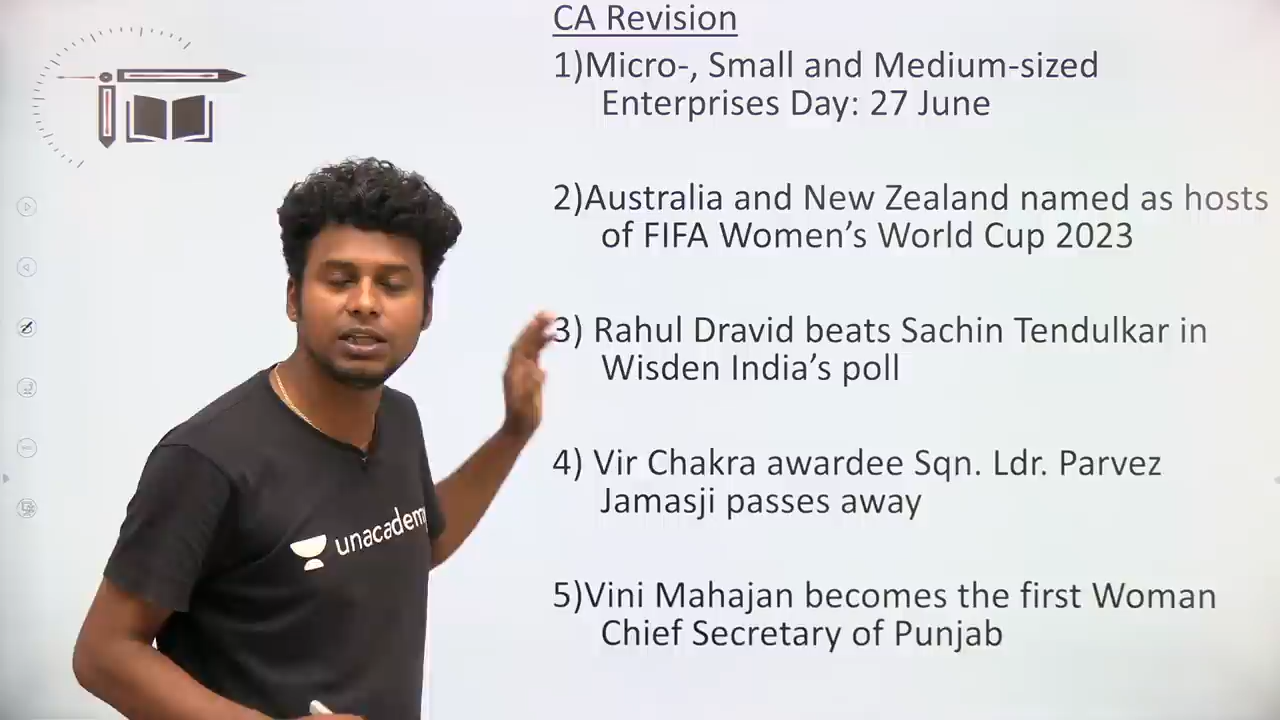 CA Revision
1)Micro-, Small and Medium-sized
Enterprises Day: 27 June
2)Australia and New Zealand named as hosts
of FIFA Women’s World Cup 2023
3) Rahul Dravid beats Sachin Tendulkar in
Wisden India’s poll
4) Vir Chakra awardee Sqn. Ldr. Parvez
Jamasji passes away
5)Vini Mahajan becomes the first Woman
Chief Secretary of Punjab
unacademy